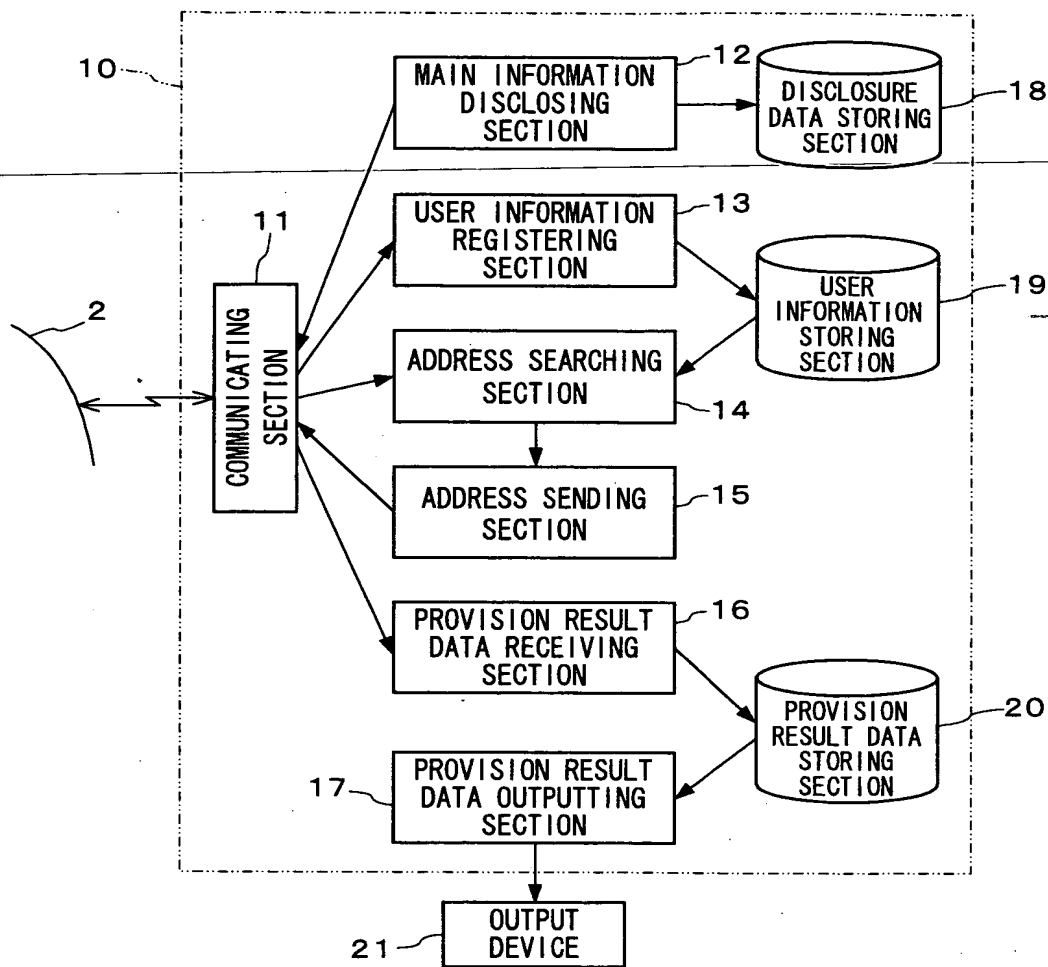 10
12
MAIN INFORMATION
DISCLOSING
SECTION
DISCLOSURE
DATA STORING
SECTION
18
11
13
USER INFORMATION
REGISTERING
SECTION
USER
INFORMATION
STORING
SECTION
19
2
COMMUNICATING
SECTION
ADDRESS SEARCHING
SECTION
14
ADDRESS SENDING
SECTION
15
16
PROVISION RESULT
DATA RECEIVING
SECTION
PROVISION
RESULT DATA
STORING
SECTION
20
17
PROVISION RESULT
DATA OUTPUTTING
SECTION
OUTPUT
DEVICE
21